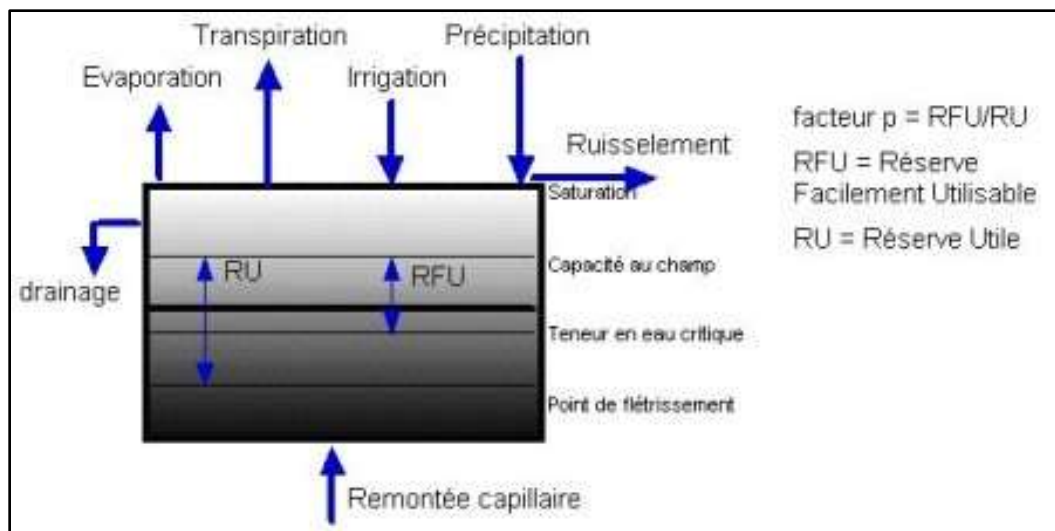 Transpiration
Précipitation
Evaporation
Irrigation
Ruisselement
facteur p = RFU/RU
RFU = Réserve
Facilement Utilisable
RU = Réserve Utile
Saturation
Capacité au champ
RU
RFU
drainage
Teneur en eau critique
Point de flétrissement
Remontée capillaire